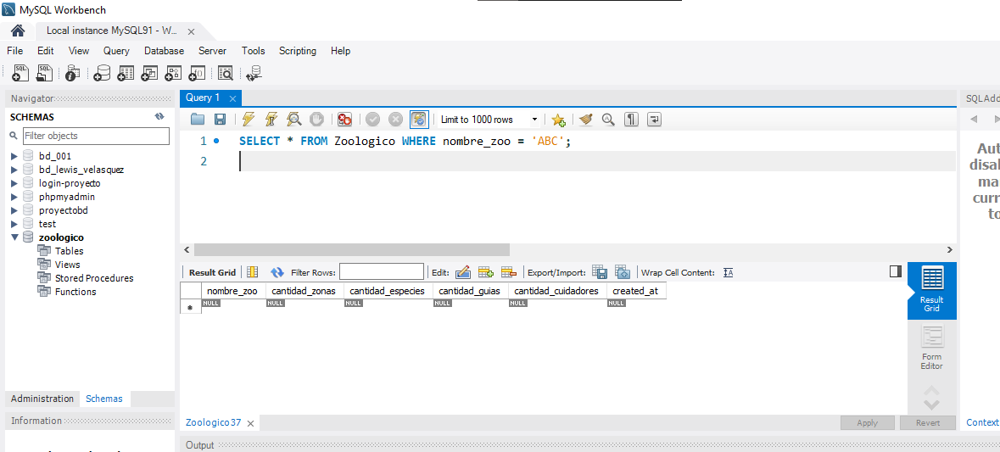 MySQL Workbench
Local instance MySQL91 - W...
File Edit View Query Database Server Tools Scripting Help
Navigator
SCHEMAS
Filter objects
bd_001
bd_lewis_velasquez
login-proyecto
phpmyadmin
proyectobd
test
zoologico
Tables
Views
Stored Procedures
Functions
Administration Schemas
Information
Query 1
Limit to 1000 rows
1 SELECT * FROM Zoologico WHERE nombre_zoo = 'ABC';
2
Result Grid Filter Rows: Edit: Export/Import: Wrap Cell Content:
nombre_zoo cantidad_zonas cantidad_especies cantidad_guias cantidad_cuidadores created_at
NULL NULL NULL NULL NULL NULL
Result
Grid
Form
Editor
Zoologico 37
Apply Revert
Output
SQLAdd
Aut
disal
ma
curr
to
Context